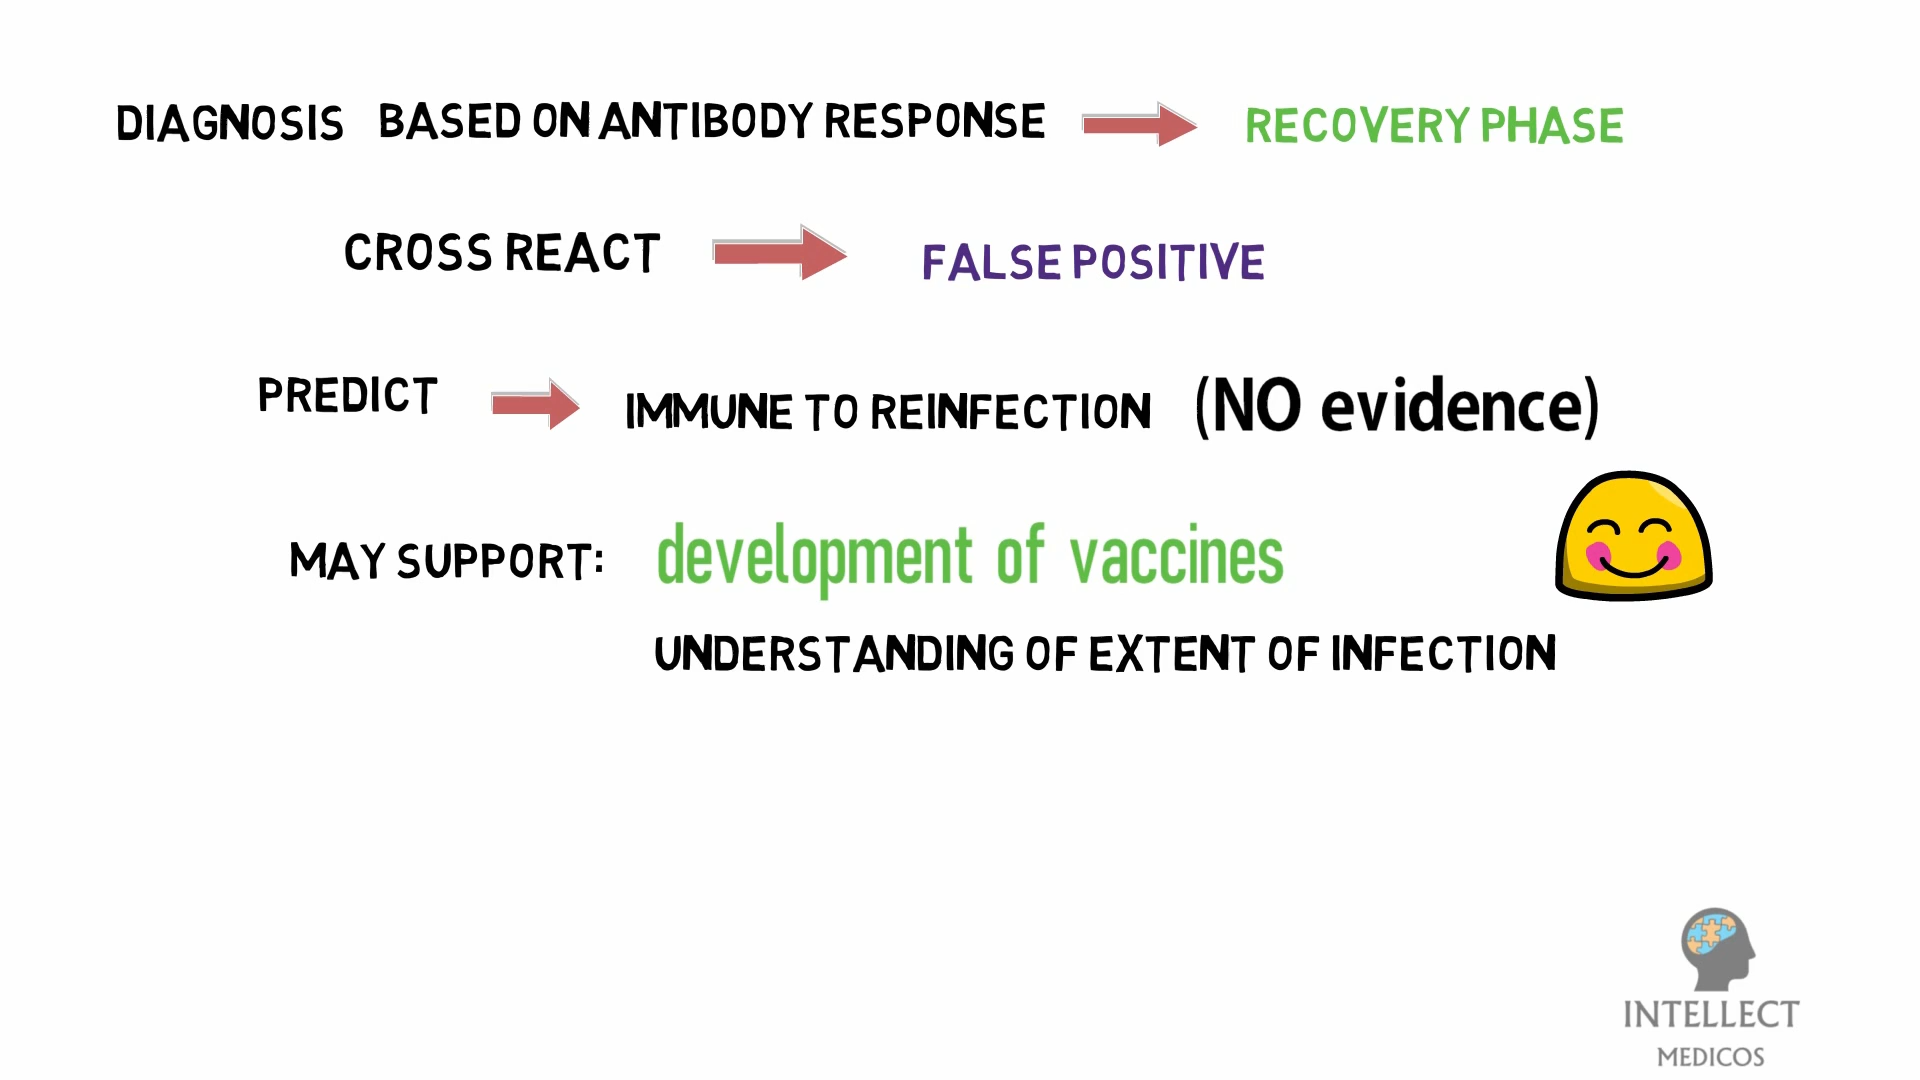 DIAGNOSIS BASED ON ANTIBODY RESPONSE RECOVERY PHASE
CROSS REACT FALSE POSITIVE
PREDICT IMMUNE TO REINFECTION (NO evidence)
MAY SUPPORT: development of vaccines
UNDERSTANDING OF EXTENT OF INFECTION
INTELLECT
MEDICOS